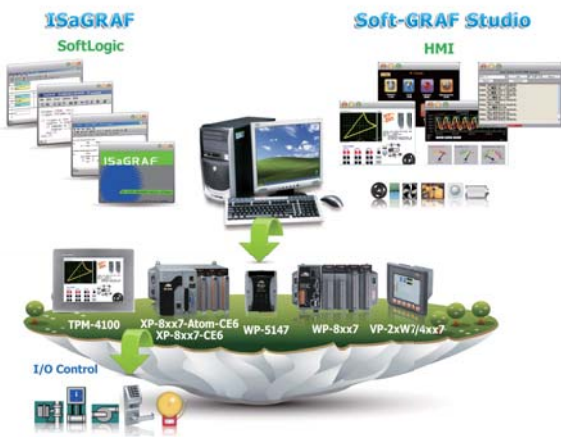 ISaGRAF
SoftLogic
Soft-GRAF Studio
HMI
ISaGRAF
TPM-4100
XP-8xx7-Atom-CE6
XP-8xx7-CE6
WP-5147
WP-8xx7
VP-2xW7/4xx7
I/O Control